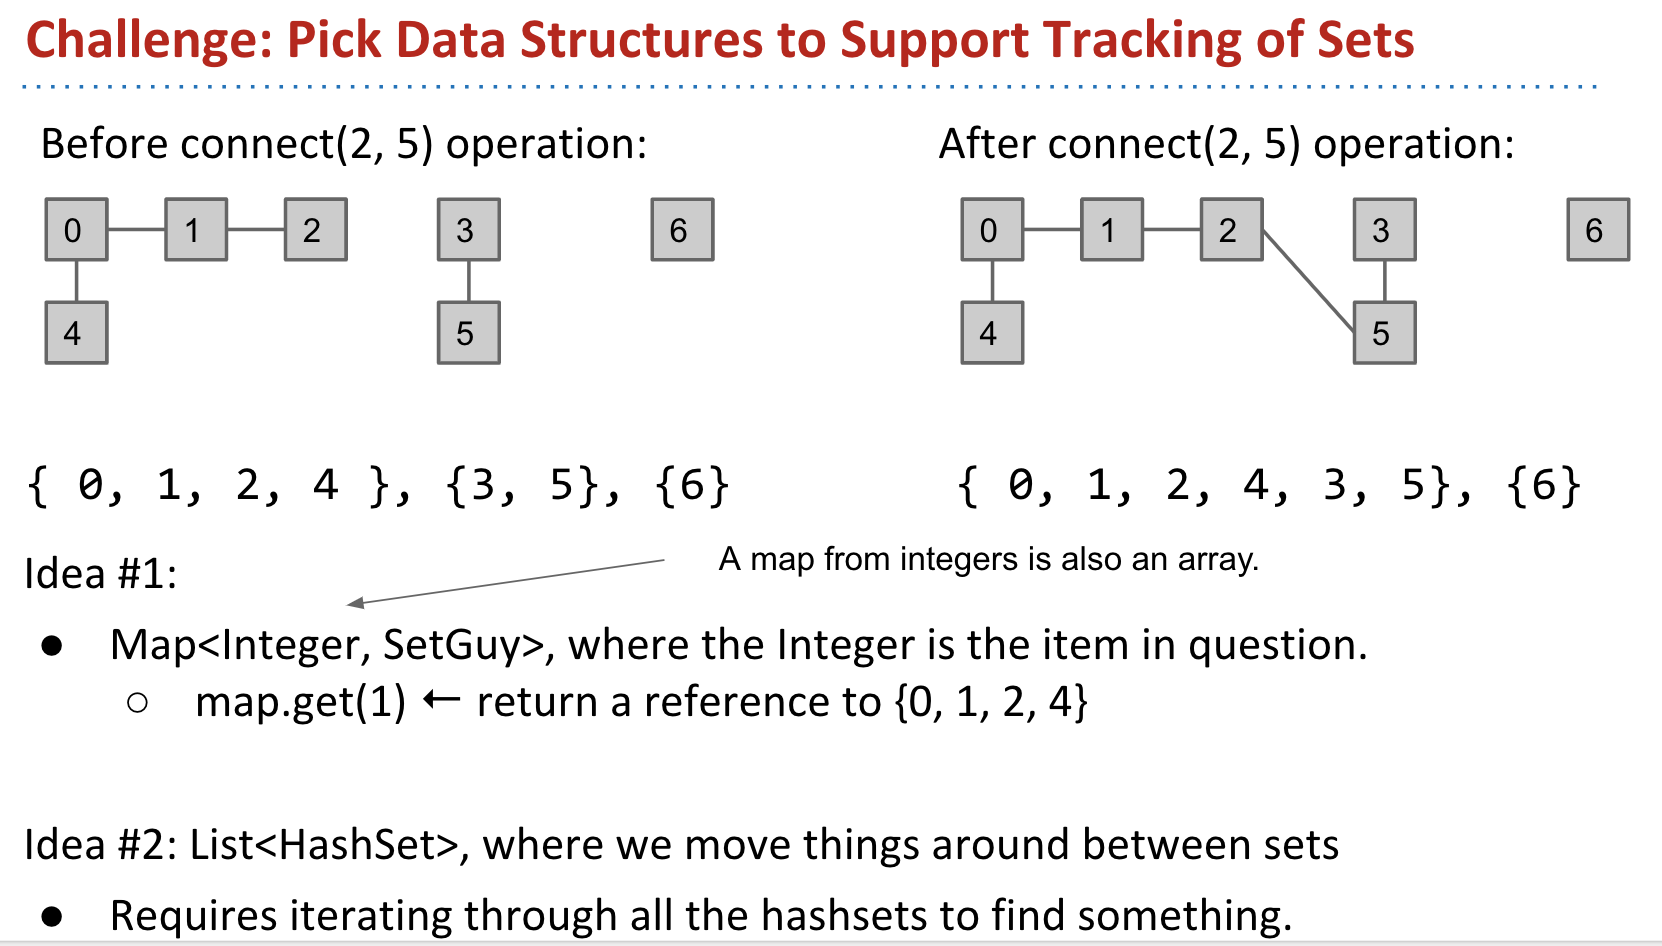 Challenge: Pick Data Structures to Support Tracking of Sets
Before connect(2, 5) operation:
After connect(2, 5) operation:
0 1 2 3 6
4 5
0 1 2 3 6
4 5
{ 0, 1, 2, 4 }, {3, 5}, {6}
{ 0, 1, 2, 4, 3, 5}, {6}
A map from integers is also an array.
Idea #1:
● Map<Integer, SetGuy>, where the Integer is the item in question.
○ map.get(1) ← return a reference to {0, 1, 2, 4}
Idea #2: List<HashSet>, where we move things around between sets
● Requires iterating through all the hashsets to find something.